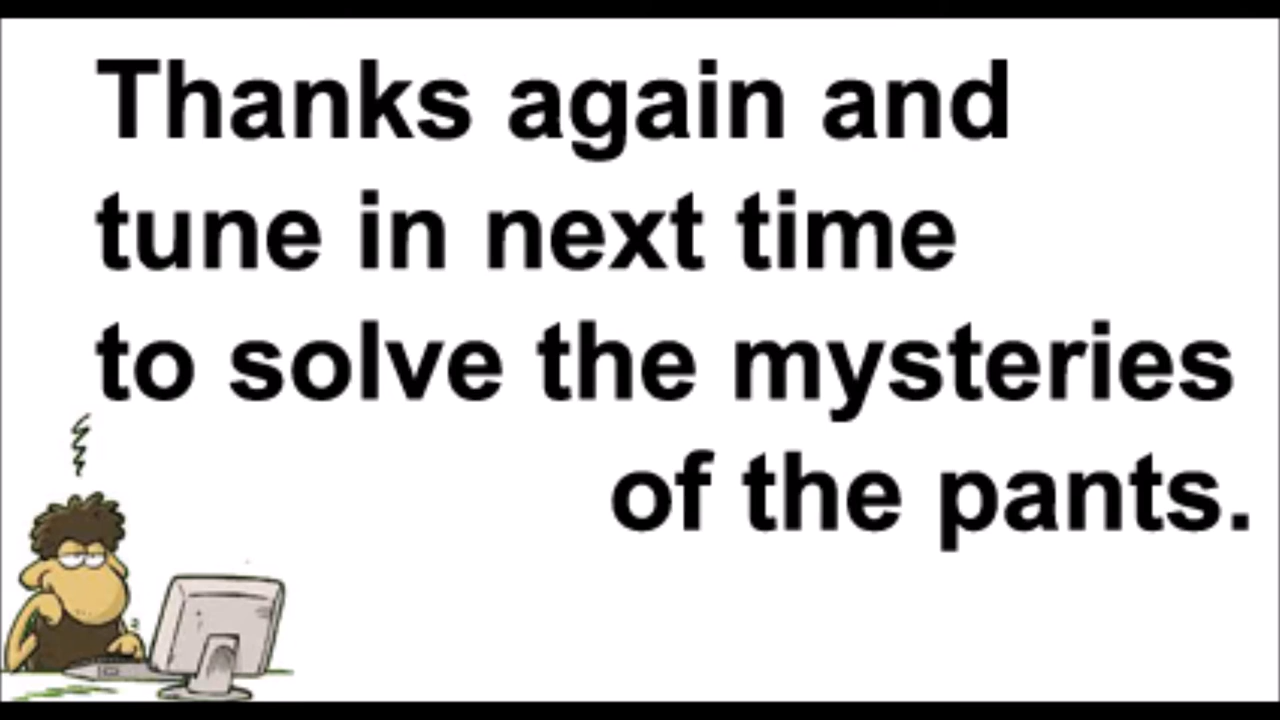 Thanks again and
tune in next time
to solve the mysteries
of the pants.